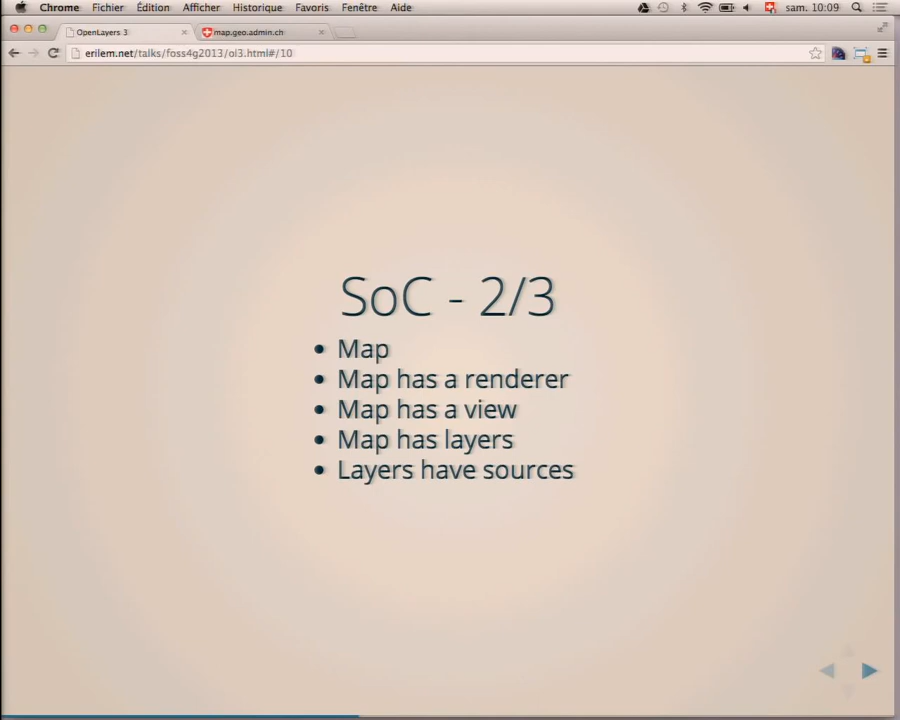 Chrome Fichier Édition Afficher Historique Favoris Fenêtre Aide sam. 10:09
OpenLayers 3 map.geo.admin.ch
erilem.net/talks/foss4g2013/ol3.html#/10
SoC - 2/3
• Map
• Map has a renderer
• Map has a view
• Map has layers
• Layers have sources